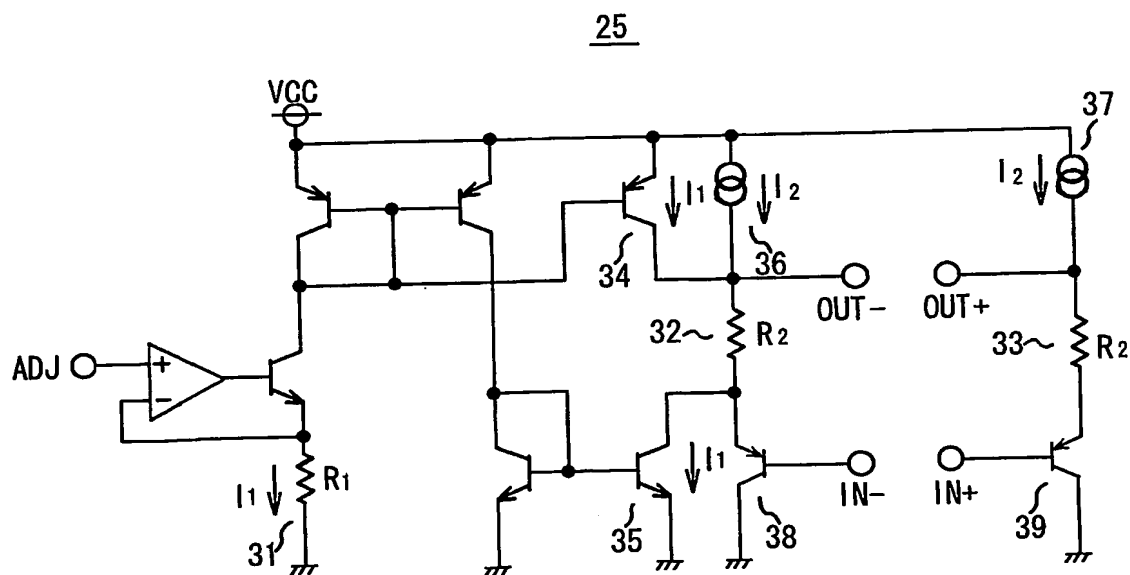 25
VCC
37
I1
I2
I2
34
36
OUT-
OUT+
32
R2
33
R2
ADJ
+
-
I1
R1
I1
IN-
IN+
31
35
38
39